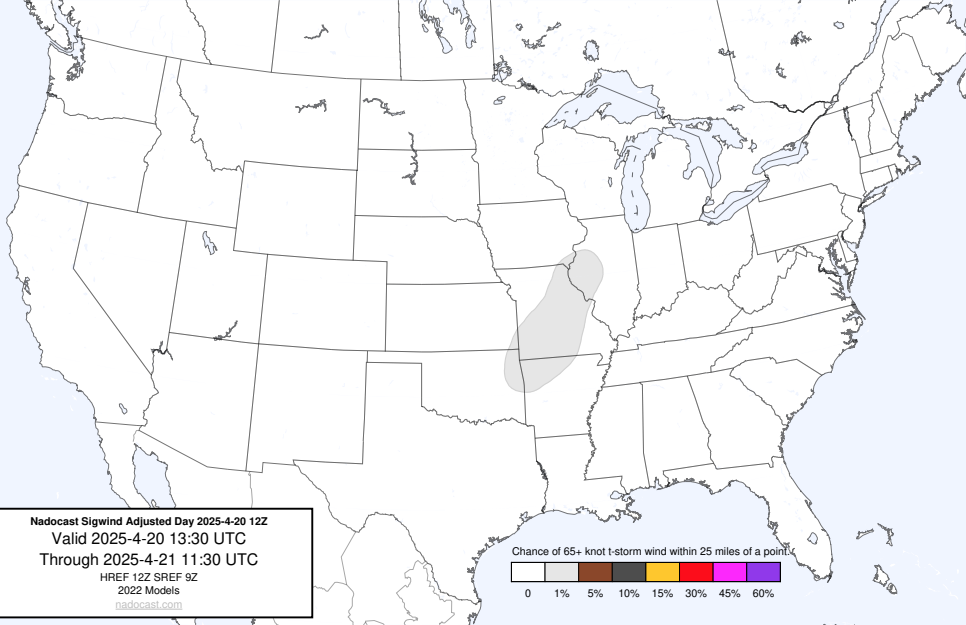 Nadocast Sigwind Adjusted Day 2025-4-20 12Z
Valid 2025-4-20 13:30 UTC
Through 2025-4-21 11:30 UTC
HREF 12Z SREF 9Z
2022 Models
nadocast.com
Chance of 65+ knot t-storm wind within 25 miles of a point.
0 1% 5% 10% 15% 30% 45% 60%